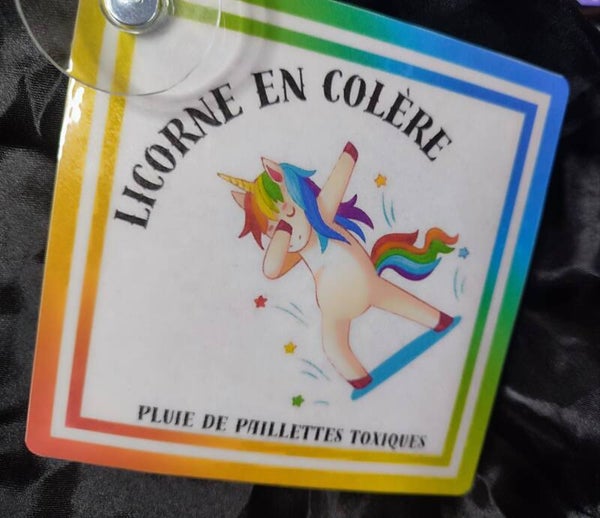 LICORNE EN COLÈRE
PLUIE DE PAILLETTES TOXIQUES